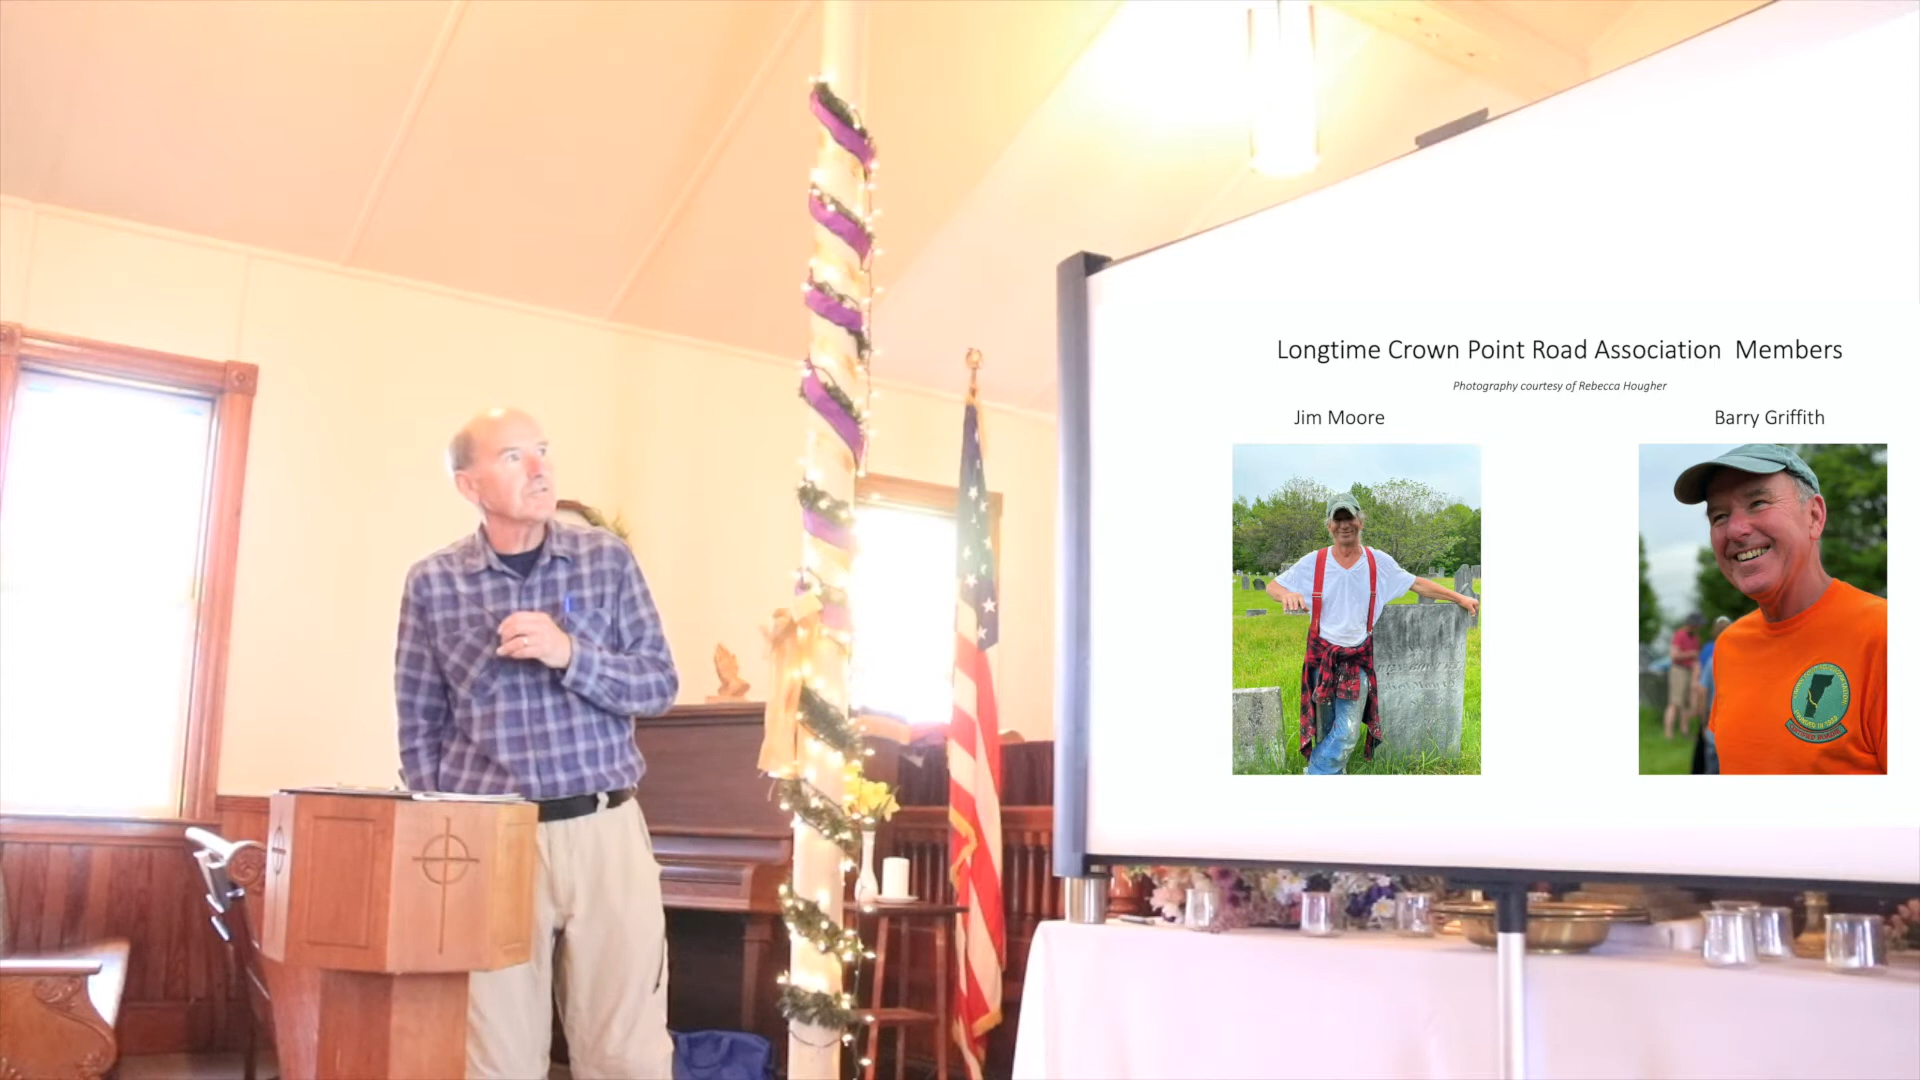 Longtime Crown Point Road Association Members
Photography courtesy of Rebecca Hougher
Jim Moore
Barry Griffith